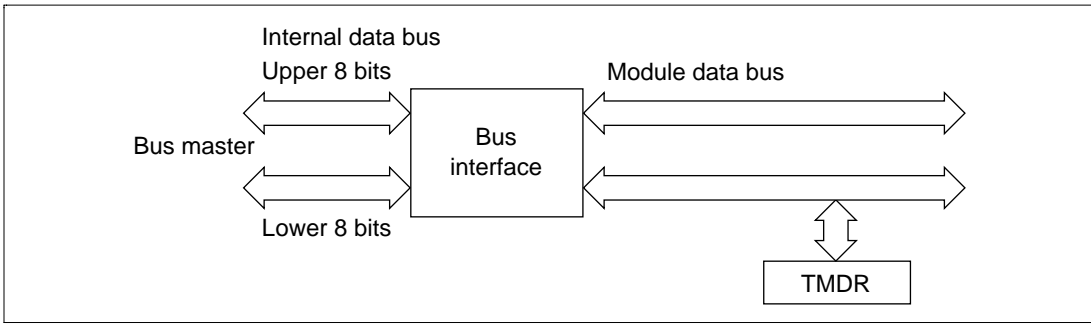 Internal data bus
Upper 8 bits
Module data bus
Bus master
Bus
interface
Lower 8 bits
TMDR